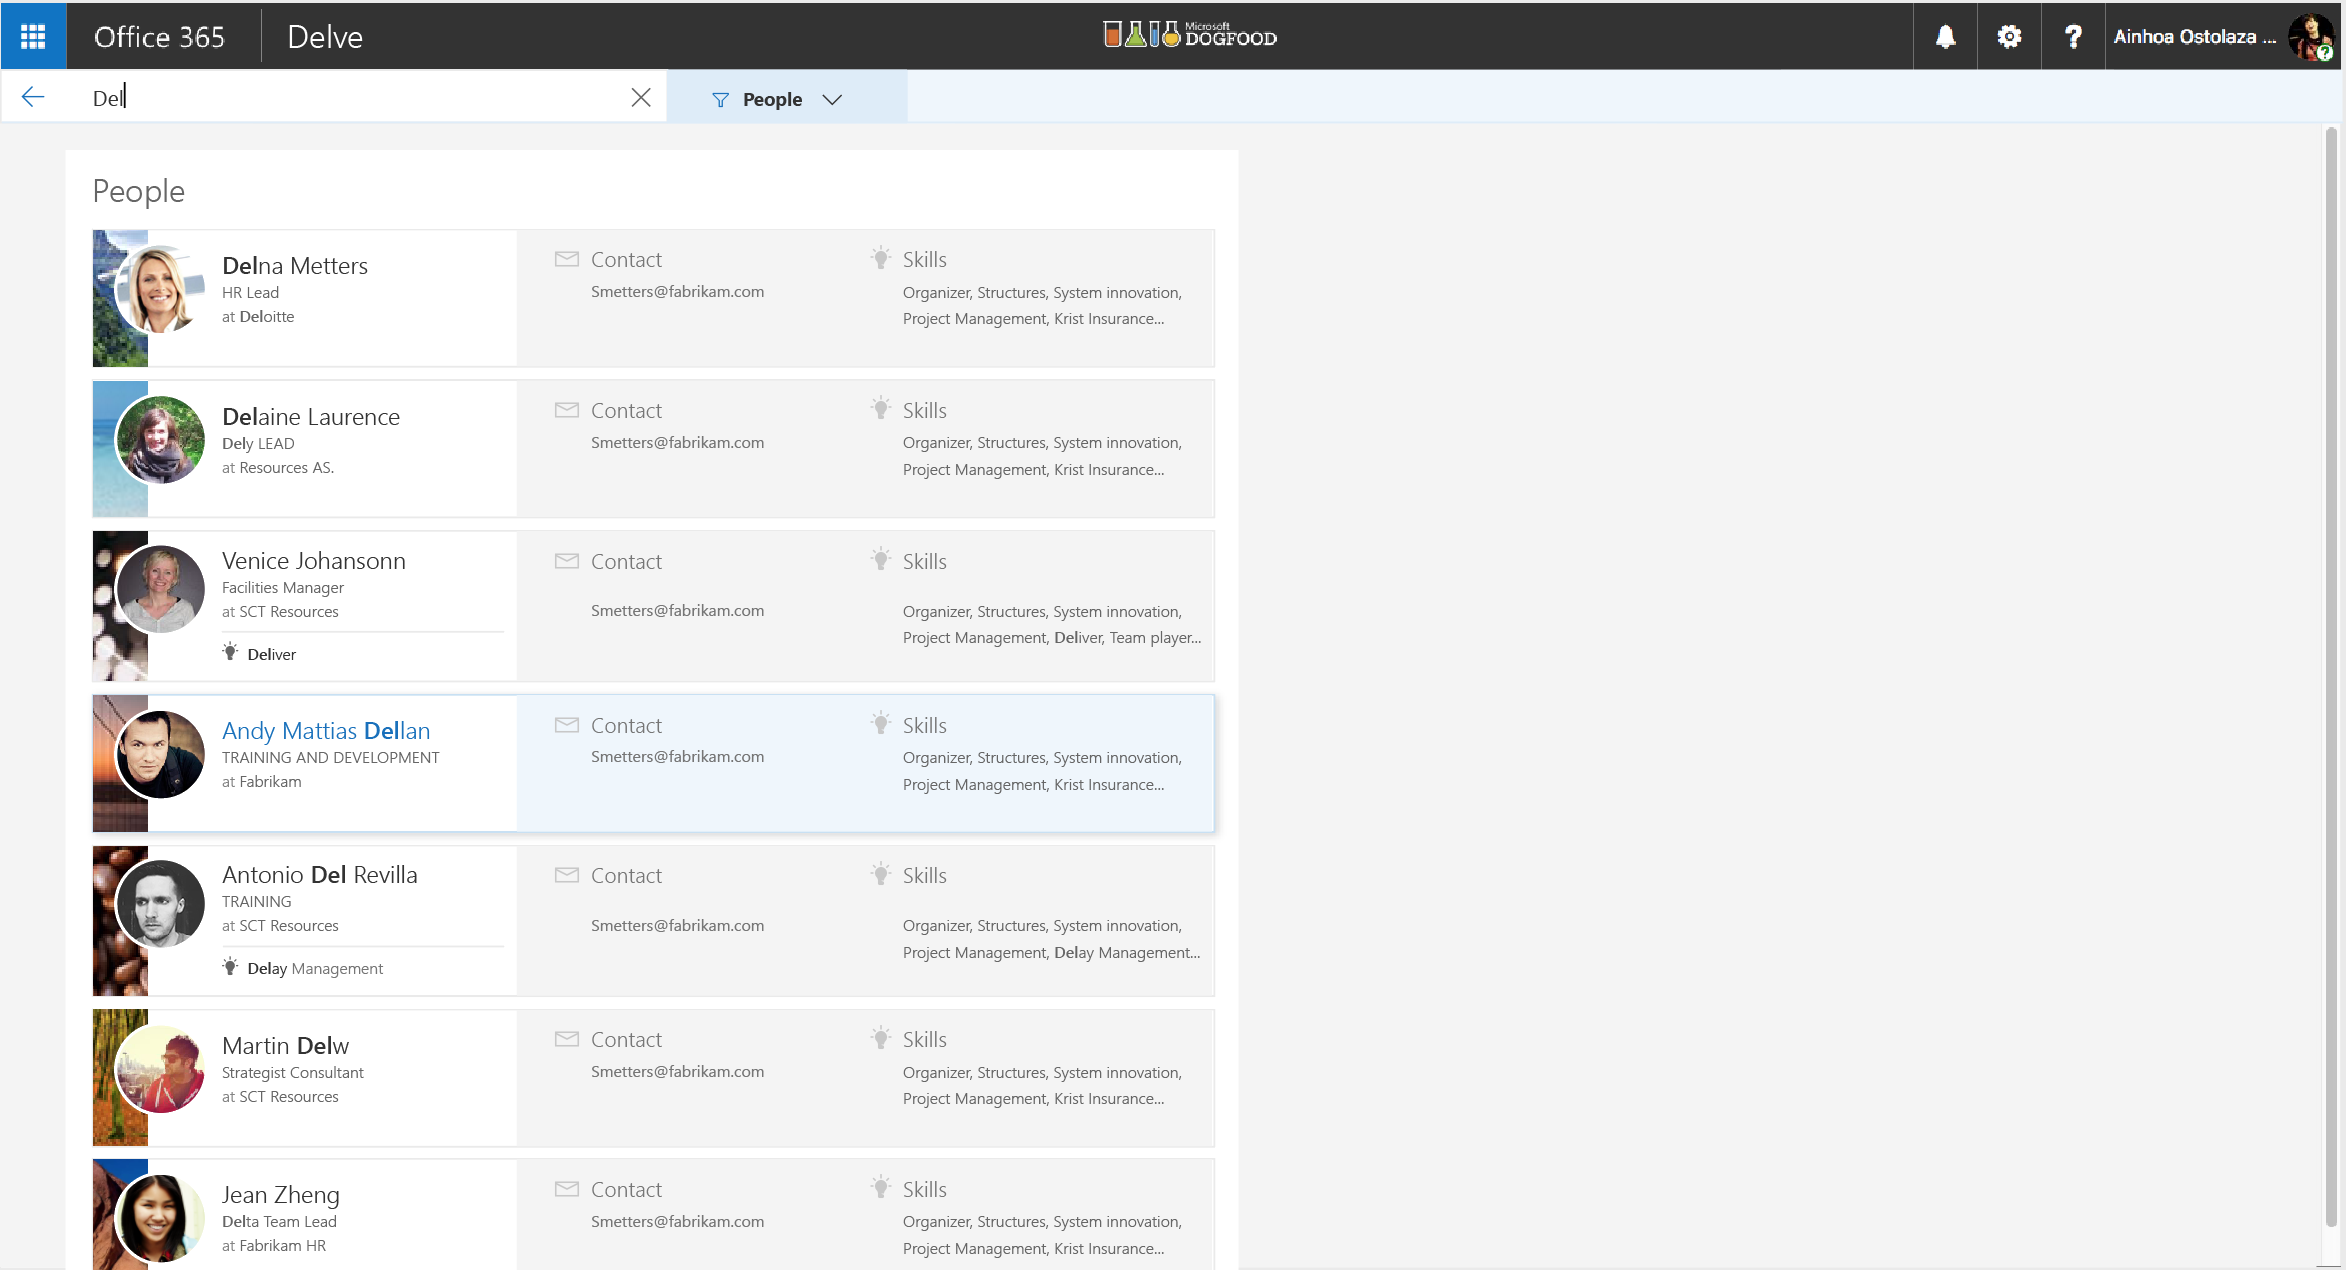 Office 365 Delve Microsoft DOGFOOD ? Ainhoa Ostolaza ...
Del People
People
Delna Metters
HR Lead
at Deloitte
Contact
Smetters@fabrikam.com
Skills
Organizer, Structures, System innovation,
Project Management, Krist Insurance...
Delaine Laurence
Dely LEAD
at Resources AS.
Contact
Smetters@fabrikam.com
Skills
Organizer, Structures, System innovation,
Project Management, Krist Insurance...
Venice Johansonn
Facilities Manager
at SCT Resources
Deliver
Contact
Smetters@fabrikam.com
Skills
Organizer, Structures, System innovation,
Project Management, Deliver, Team player...
Andy Mattias Dellan
TRAINING AND DEVELOPMENT
at Fabrikam
Contact
Smetters@fabrikam.com
Skills
Organizer, Structures, System innovation,
Project Management, Krist Insurance...
Antonio Del Revilla
TRAINING
at SCT Resources
Delay Management
Contact
Smetters@fabrikam.com
Skills
Organizer, Structures, System innovation,
Project Management, Delay Management...
Martin Delw
Strategist Consultant
at SCT Resources
Contact
Smetters@fabrikam.com
Skills
Organizer, Structures, System innovation,
Project Management, Krist Insurance...
Jean Zheng
Delta Team Lead
at Fabrikam HR
Contact
Smetters@fabrikam.com
Skills
Organizer, Structures, System innovation,
Project Management, Krist Insurance...